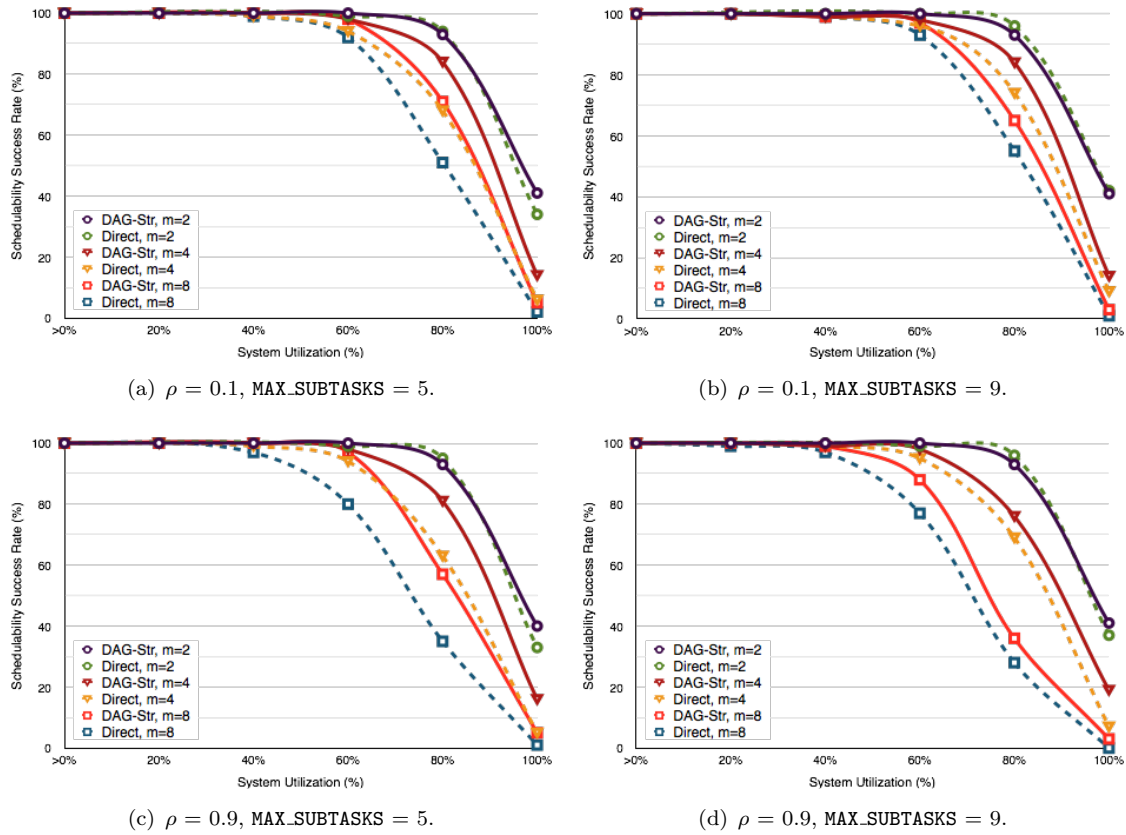 100
80
60
40
20
0
Schedulability Success Rate (%)
DAG-Str, m=2
Direct, m=2
DAG-Str, m=4
Direct, m=4
DAG-Str, m=8
Direct, m=8
>0% 20% 40% 60% 80% 100%
System Utilization (%)
(a) ρ = 0.1, MAX_SUBTASKS = 5.
100
80
60
40
20
0
Schedulability Success Rate (%)
DAG-Str, m=2
Direct, m=2
DAG-Str, m=4
Direct, m=4
DAG-Str, m=8
Direct, m=8
>0% 20% 40% 60% 80% 100%
System Utilization (%)
(b) ρ = 0.1, MAX_SUBTASKS = 9.
100
80
60
40
20
0
Schedulability Success Rate (%)
DAG-Str, m=2
Direct, m=2
DAG-Str, m=4
Direct, m=4
DAG-Str, m=8
Direct, m=8
>0% 20% 40% 60% 80% 100%
System Utilization (%)
(c) ρ = 0.9, MAX_SUBTASKS = 5.
100
80
60
40
20
0
Schedulability Success Rate (%)
DAG-Str, m=2
Direct, m=2
DAG-Str, m=4
Direct, m=4
DAG-Str, m=8
Direct, m=8
>0% 20% 40% 60% 80% 100%
System Utilization (%)
(d) ρ = 0.9, MAX_SUBTASKS = 9.